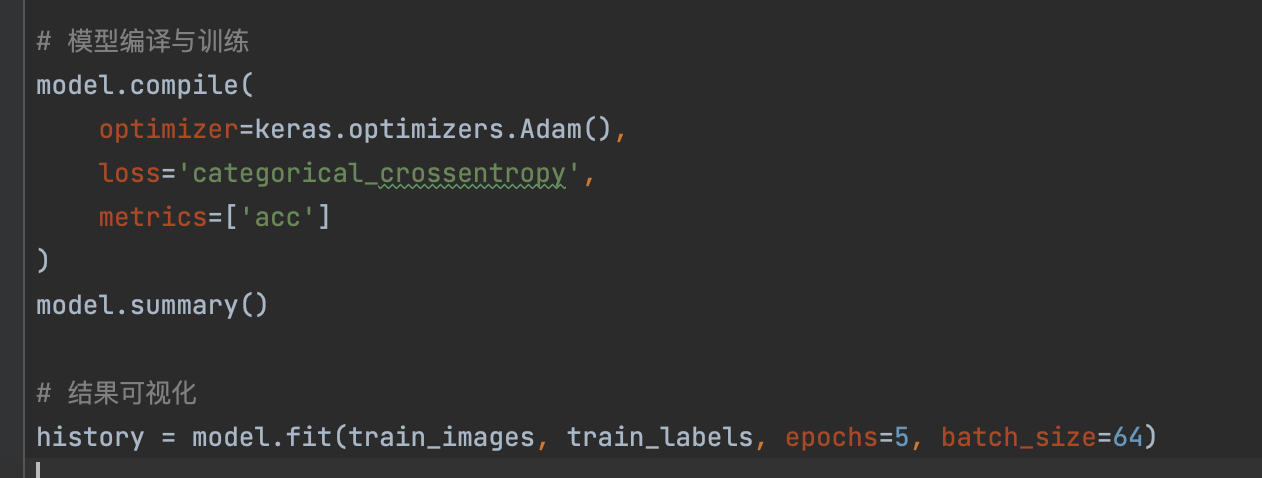 # 模型编译与训练
model.compile(
    optimizer=keras.optimizers.Adam(),
    loss='categorical_crossentropy',
    metrics=['acc']
)
model.summary()
# 结果可视化
history = model.fit(train_images, train_labels, epochs=5, batch_size=64)